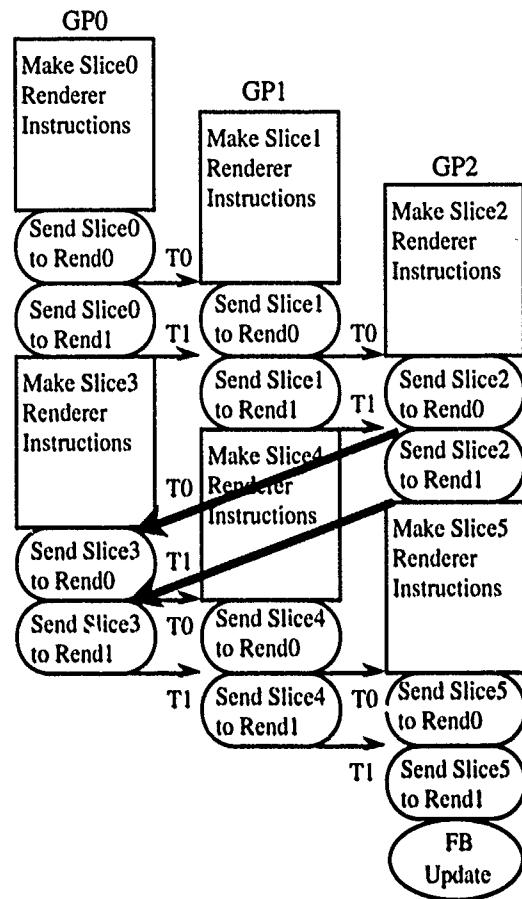 GP0
Make Slice0
Renderer
Instructions
Send Slice0
to Rend0
T0
Send Slice0
to Rend1
T1
Make Slice3
Renderer
Instructions
T0
Send Slice3
to Rend0
T1
Send Slice3
to Rend1
T0
T1
GP1
Make Slice1
Renderer
Instructions
Send Slice1
to Rend0
T0
Send Slice1
to Rend1
T1
Make Slice4
Renderer
Instructions
Send Slice4
to Rend0
T0
Send Slice4
to Rend1
T1
GP2
Make Slice2
Renderer
Instructions
Send Slice2
to Rend0
Send Slice2
to Rend1
Make Slice5
Renderer
Instructions
Send Slice5
to Rend0
Send Slice5
to Rend1
FB
Update